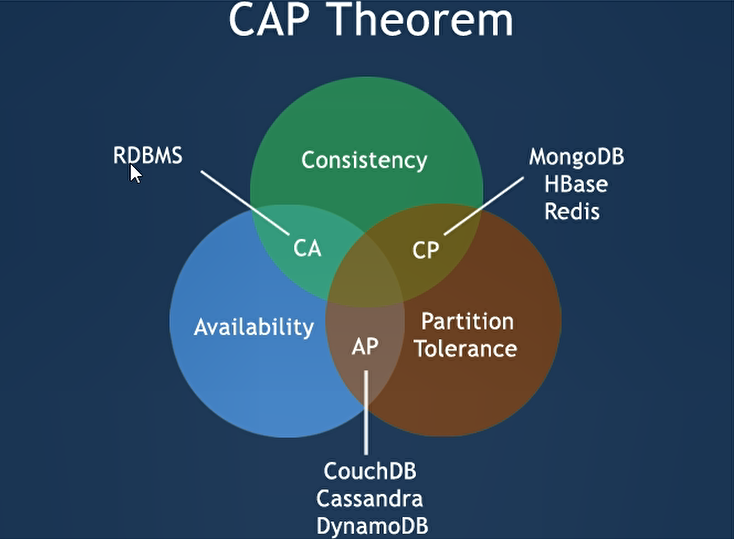 CAP Theorem
RDBMS
Consistency
MongoDB
HBase
Redis
CA
CP
Availability
Partition
Tolerance
AP
CouchDB
Cassandra
DynamoDB